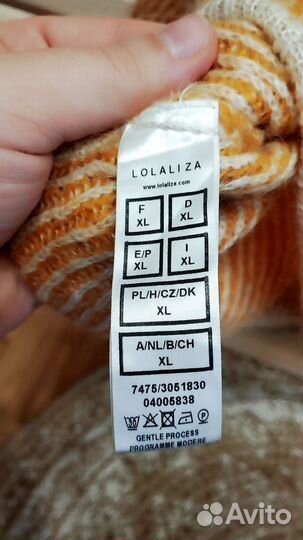 LOLALIZA
www.lolaliza.com
F D
XL XL
E/P I
XL XL
PL/H/CZ/DK
XL
A/NL/B/CH
XL
7475/3051830
04005838
GENTLE PROCESS
PROGRAMME MODERE
Avito